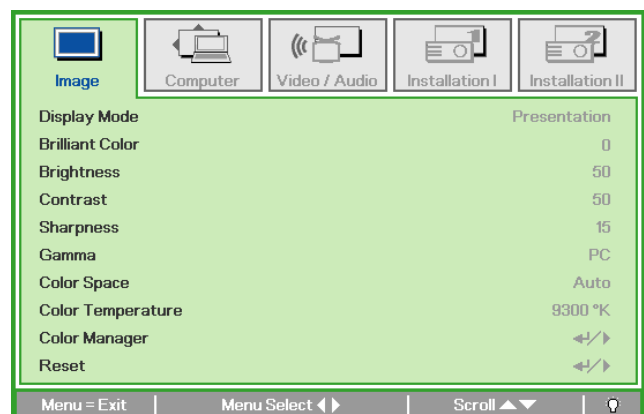 Image Computer Video / Audio Installation I Installation II
Display Mode Presentation
Brilliant Color 0
Brightness 50
Contrast 50
Sharpness 15
Gamma PC
Color Space Auto
Color Temperature 9300 °K
Color Manager
Reset
Menu = Exit Menu Select Scroll